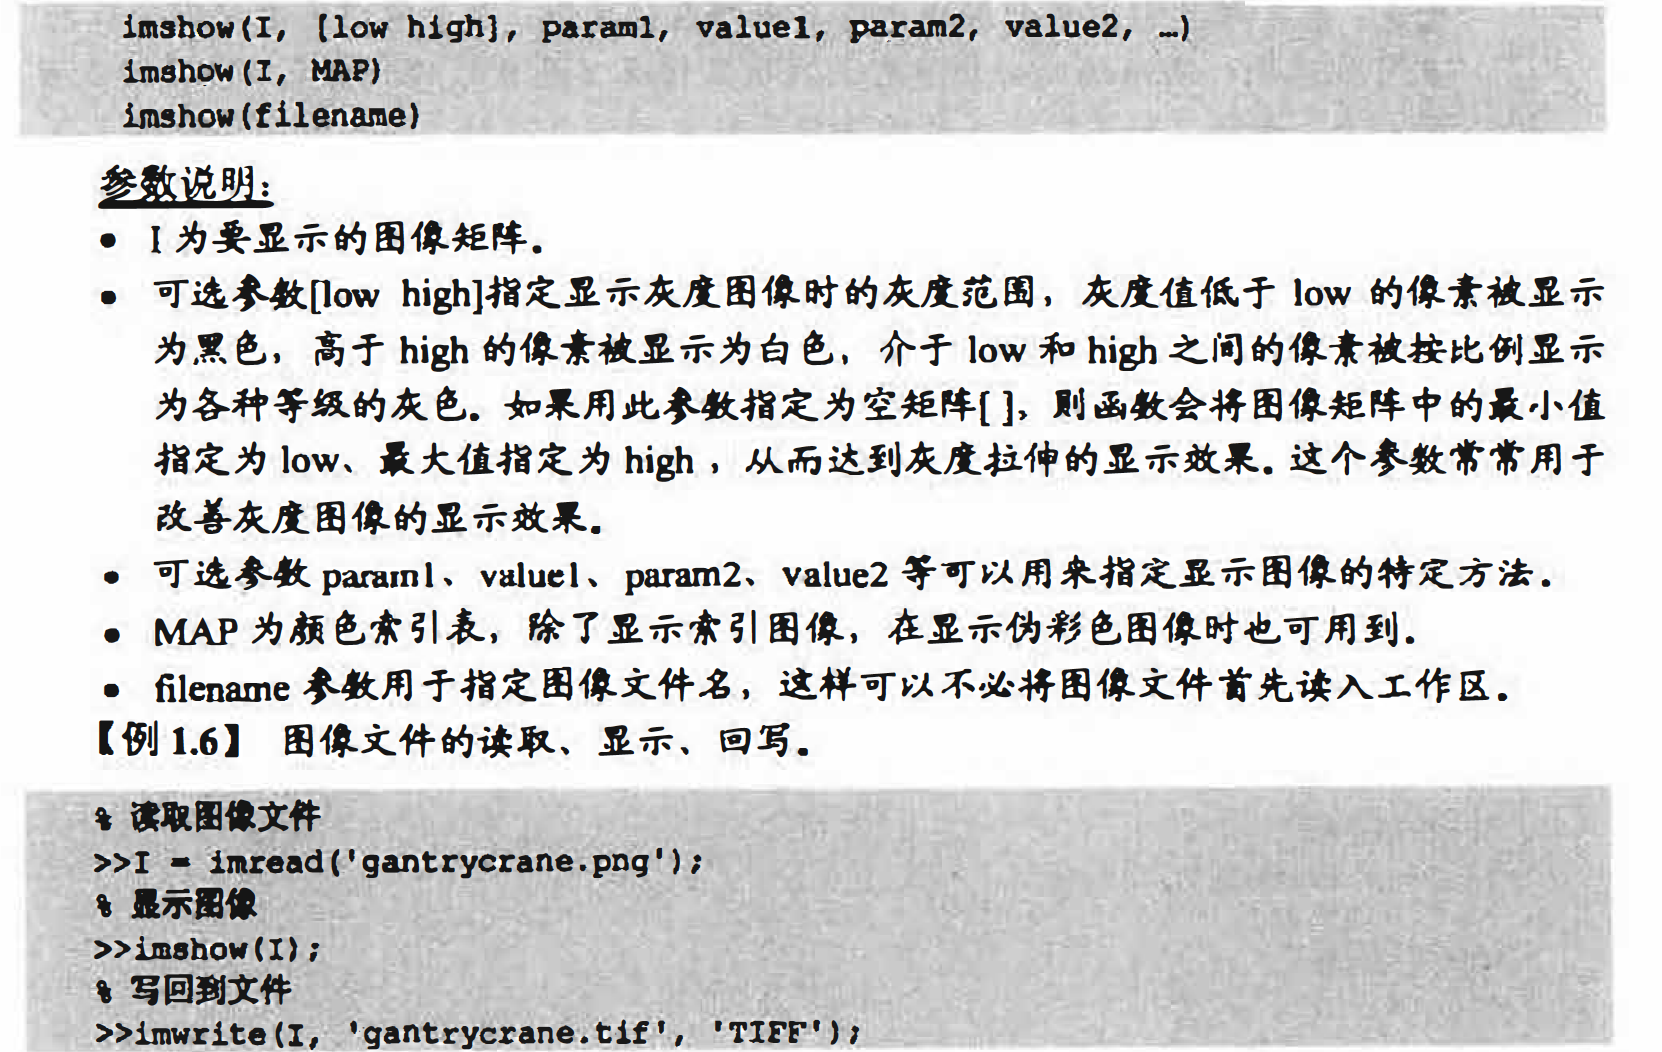 imshow(I, [low high], param1, value1, param2, value2, …)
imshow(I, MAP)
imshow(filename)
参数说明:
● I 为要显示的图像矩阵。
● 可选参数[low high]指定显示灰度图像时的灰度范围，灰度值低于 low 的像素被显示
为黑色，高于 high 的像素被显示为白色，介于 low 和 high 之间的像素被按比例显示
为各种等级的灰色。如果用此参数指定为空矩阵[ ]，则函数会将图像矩阵中的最小值
指定为 low、最大值指定为 high，从而达到灰度拉伸的显示效果。这个参数常常用于
改善灰度图像的显示效果。
● 可选参数 param1、value1、param2、value2 等可以用来指定显示图像的特定方法。
● MAP 为颜色索引表，除了显示索引图像，在显示伪彩色图像时也可用到。
● filename 参数用于指定图像文件名，这样可以不必将图像文件首先读入工作区。
【例 1.6】 图像文件的读取、显示、回写。
% 读取图像文件
>>I = imread('gantrycrane.png');
% 显示图像
>>imshow(I);
% 写回到文件
>>imwrite(I, 'gantrycrane.tif', 'TIFF');